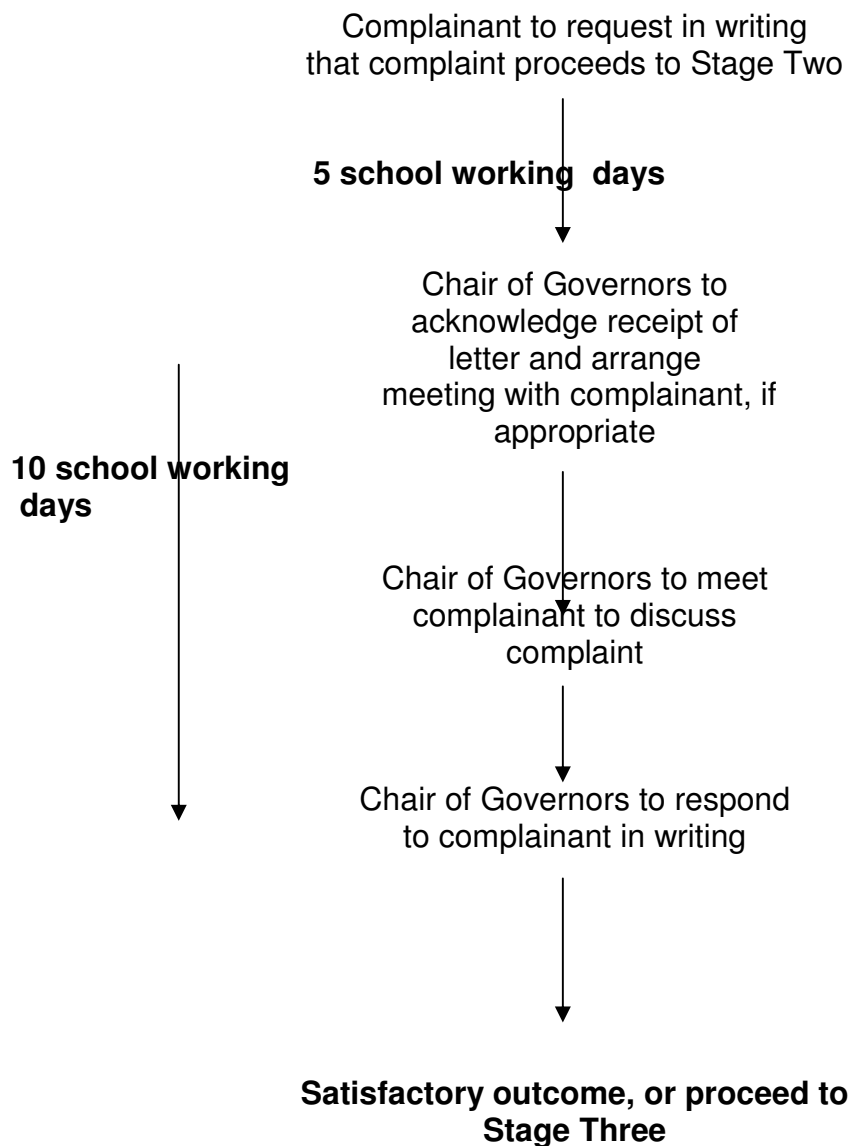 Complainant to request in writing
that complaint proceeds to Stage Two
5 school working  days
Chair of Governors to
acknowledge receipt of
letter and arrange
meeting with complainant, if
appropriate
10 school working
days
Chair of Governors to meet
complainant to discuss
complaint
Chair of Governors to respond
to complainant in writing
Satisfactory outcome, or proceed to
Stage Three